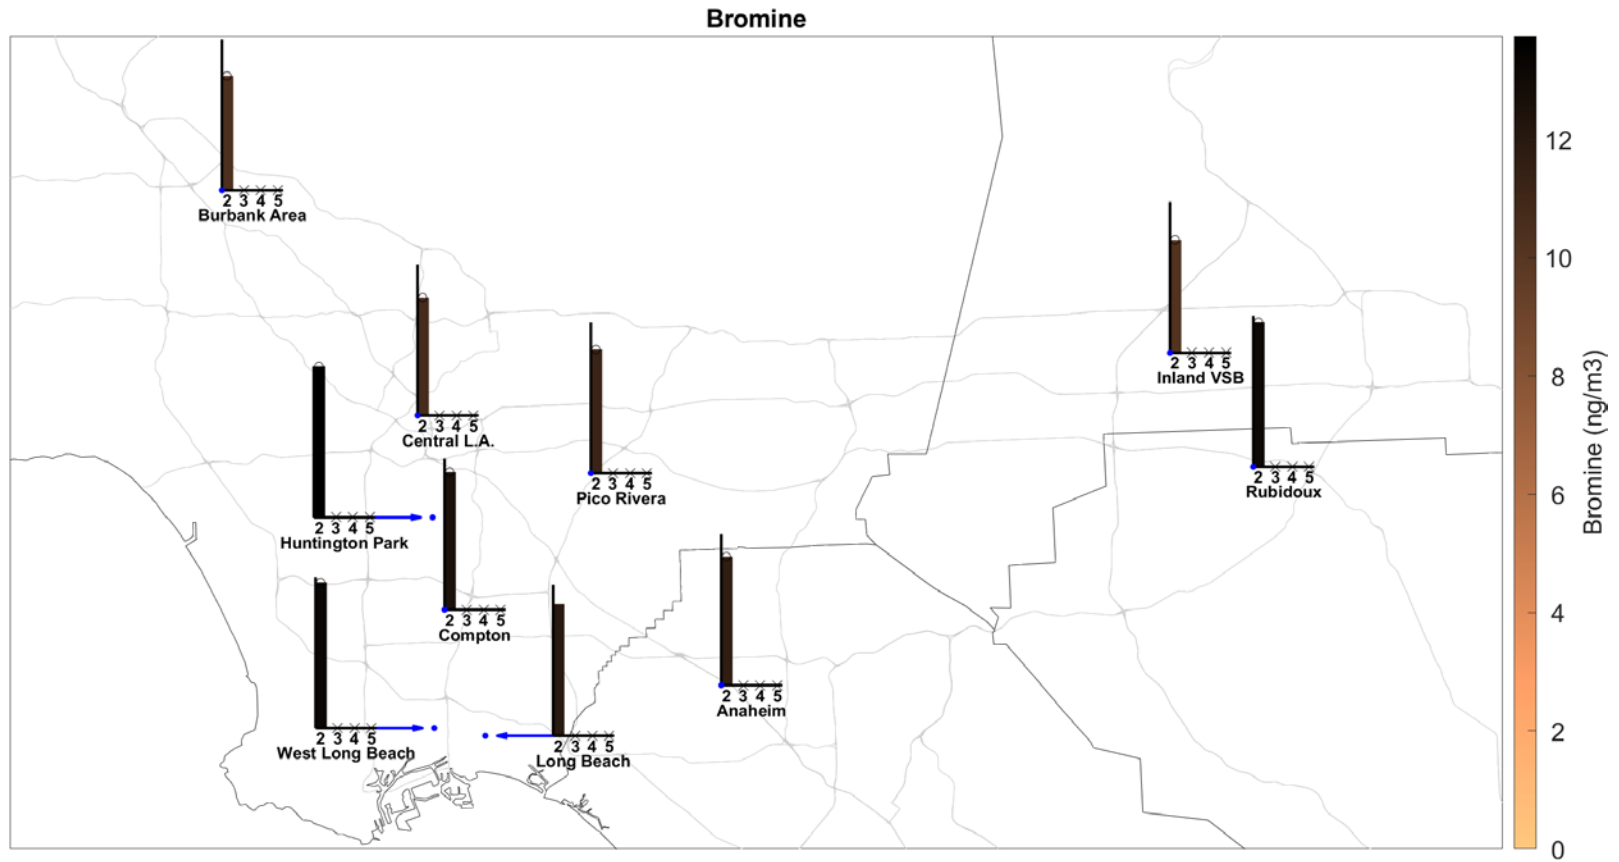 Bromine
2 3 4 5
Burbank Area
2 3 4 5
Inland VSB
2 3 4 5
Central L.A.
2 3 4 5
Pico Rivera
2 3 4 5
Rubidoux
2 3 4 5
Huntington Park
2 3 4 5
Compton
2 3 4 5
Anaheim
2 3 4 5
West Long Beach
2 3 4 5
Long Beach
12
10
8
6
4
2
0
Bromine (ng/m3)